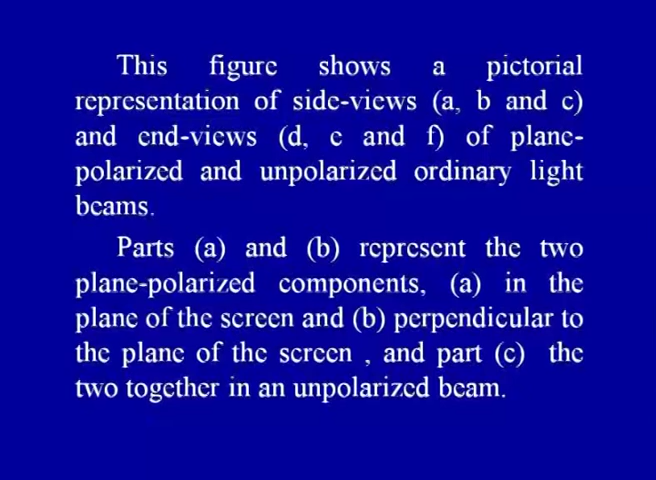 This figure shows a pictorial
representation of side-views (a, b and c)
and end-views (d, e and f) of plane-
polarized and unpolarized ordinary light
beams.
Parts (a) and (b) represent the two
plane-polarized components, (a) in the
plane of the screen and (b) perpendicular to
the plane of the screen , and part (c) the
two together in an unpolarized beam.